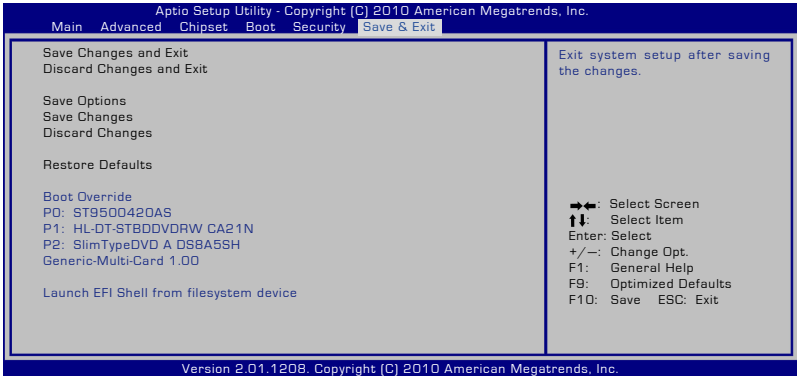 Aptio Setup Utility - Copyright (C) 2010 American Megatrends, Inc.
Main Advanced Chipset Boot Security Save & Exit
Save Changes and Exit
Discard Changes and Exit
Save Options
Save Changes
Discard Changes
Restore Defaults
Boot Override
P0: ST9500420AS
P1: HL-DT-STBDDVDRW CA21N
P2: SlimTypeDVD A DS8A5SH
Generic-Multi-Card 1.00
Launch EFI Shell from filesystem device
Exit system setup after saving
the changes.
→←: Select Screen
↑↓: Select Item
Enter: Select
+/—: Change Opt.
F1: General Help
F9: Optimized Defaults
F10: Save ESC: Exit
Version 2.01.1208. Copyright (C) 2010 American Megatrends, Inc.